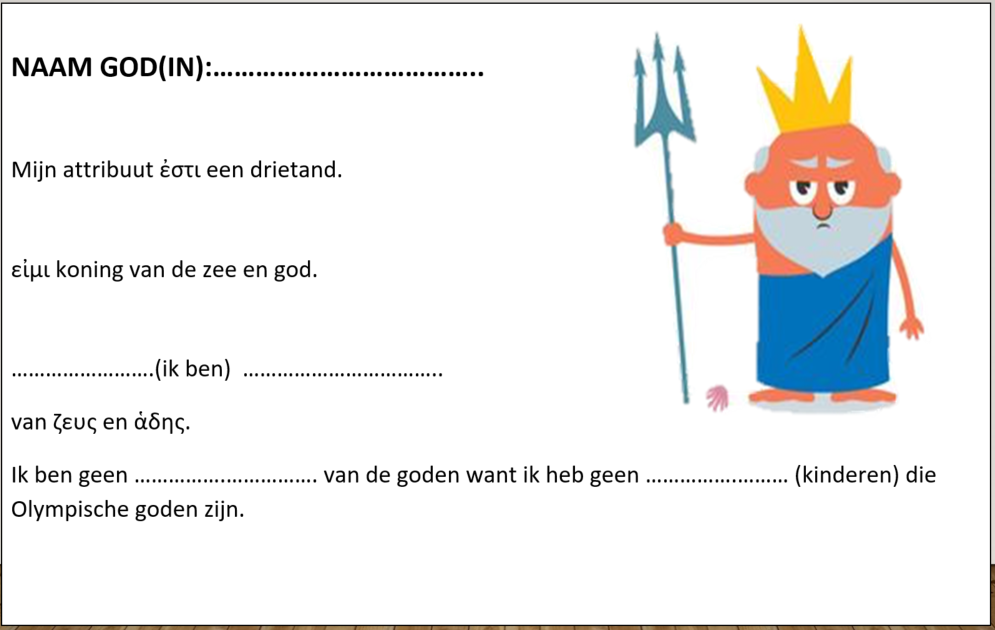 NAAM GOD(IN):………………………………..
Mijn attribuut ἐστι een drietand.
εἰμι koning van de zee en god.
…………………….(ik ben) ……………………………..
van ζευς en ἁδης.
Ik ben geen …………….……………. van de goden want ik heb geen …………….……… (kinderen) die
Olympische goden zijn.